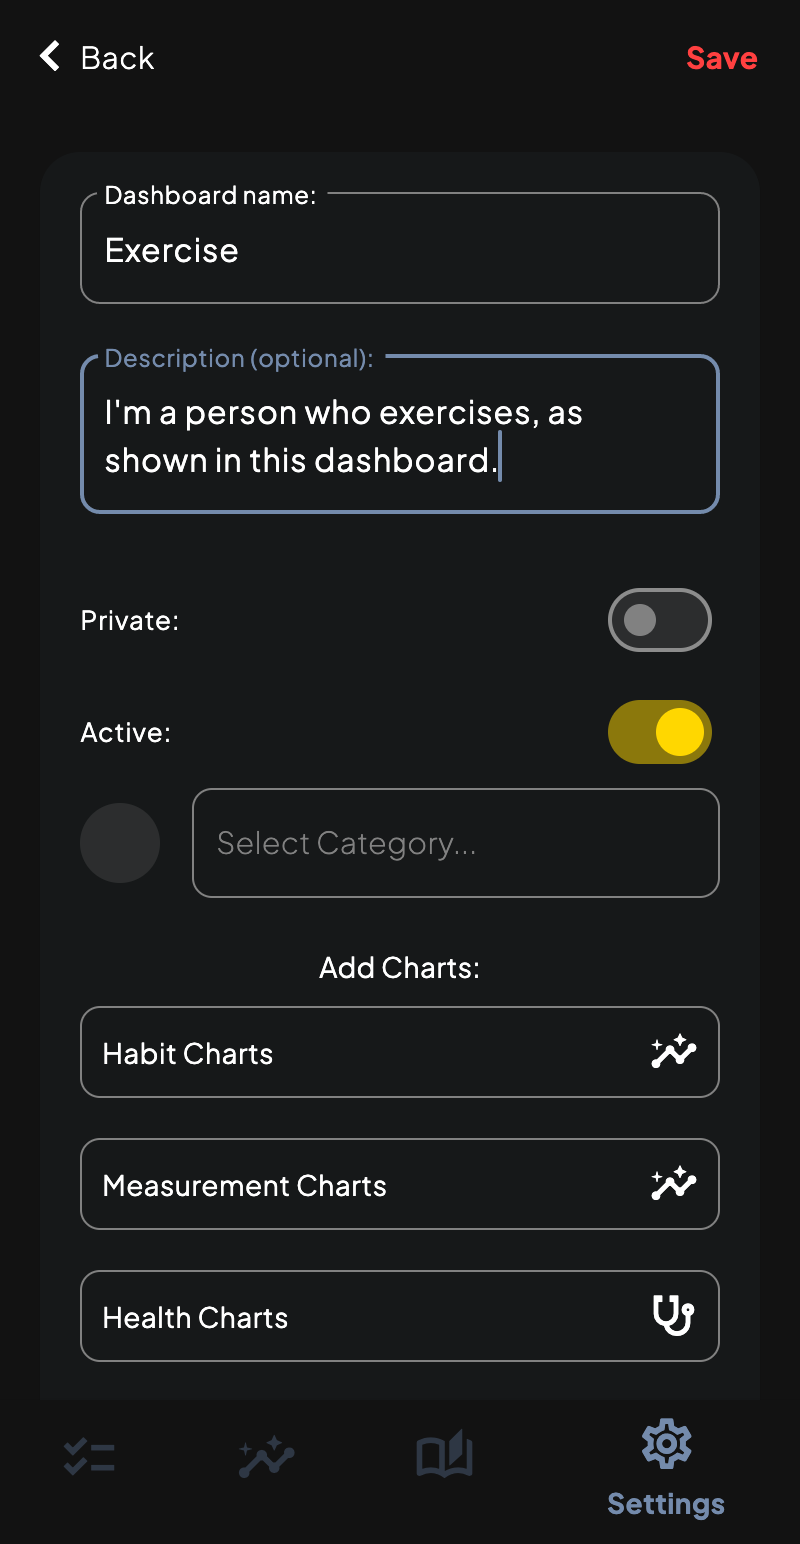 Back
Save
Dashboard name:
Exercise
Description (optional):
I'm a person who exercises, as
shown in this dashboard.
Private:
Active:
Select Category...
Add Charts:
Habit Charts
Measurement Charts
Health Charts
Settings